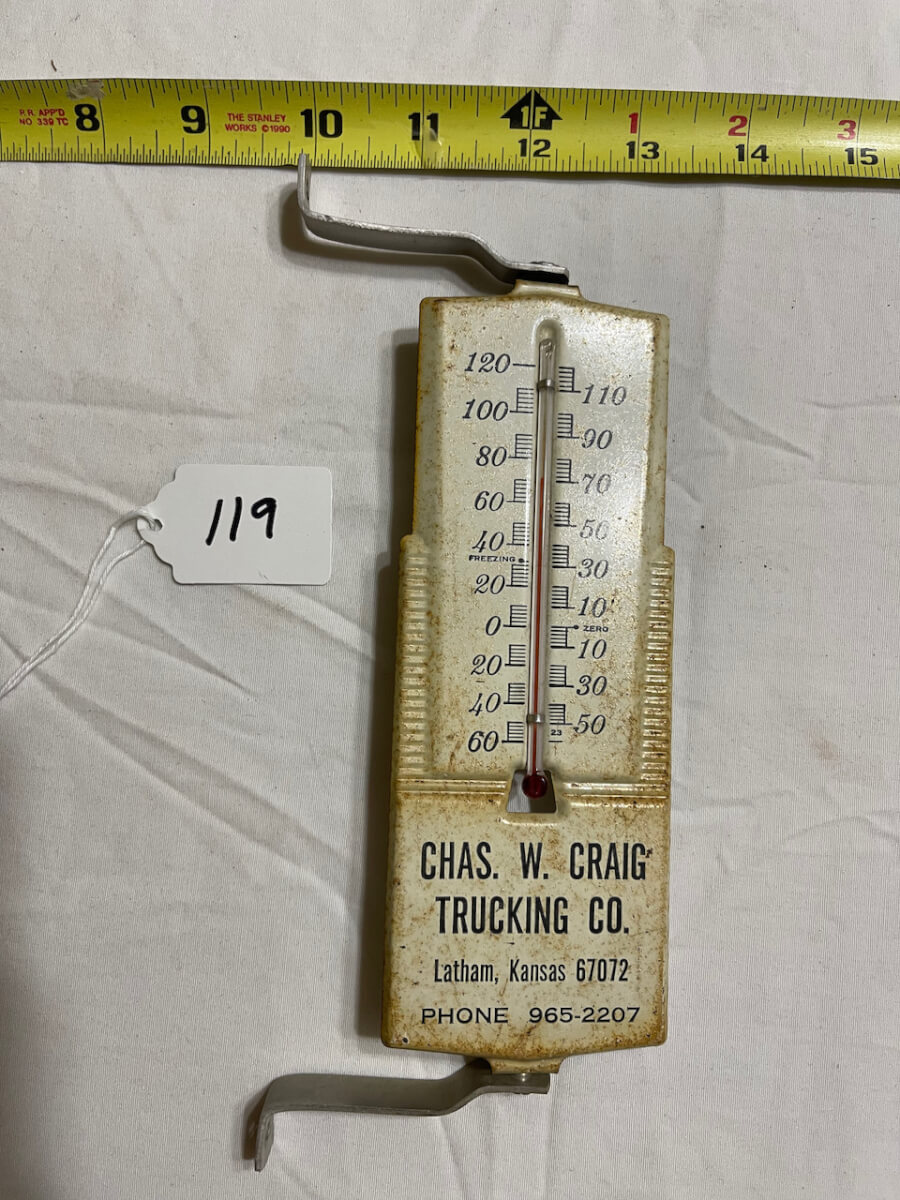 R.R. APP'D
NO 339 TC
8 9
THE STANLEY
WORKS ©1990
10 11
1F
12
1
13
2
14
3
15
120
110
100
90
80
70
60
50
40
FREEZING
30
20
10
0
ZERO
10
20
30
40
50
23
60
119
CHAS. W. CRAIG
TRUCKING CO.
Latham, Kansas 67072
PHONE 965-2207